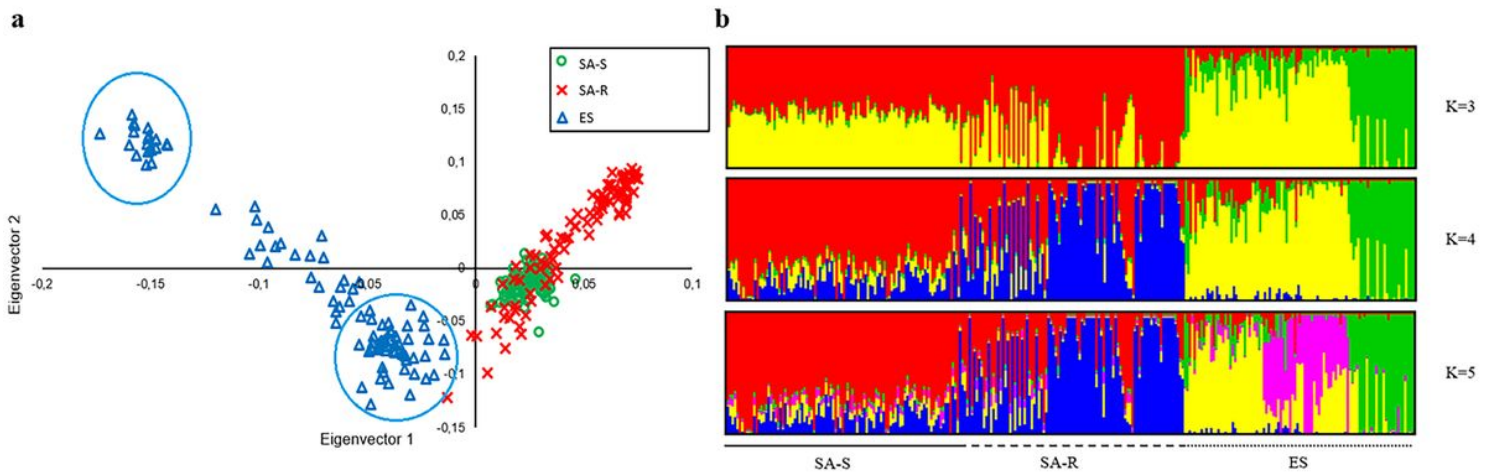 a
b
0,2
0,15
0,1
0,05
0
-0,05
-0,1
-0,15
-0,2
-0,15
-0,1
-0,05
0,05
0,1
Eigenvector 2
Eigenvector 1
SA-S
SA-R
ES
K=3
K=4
K=5
SA-S
SA-R
ES